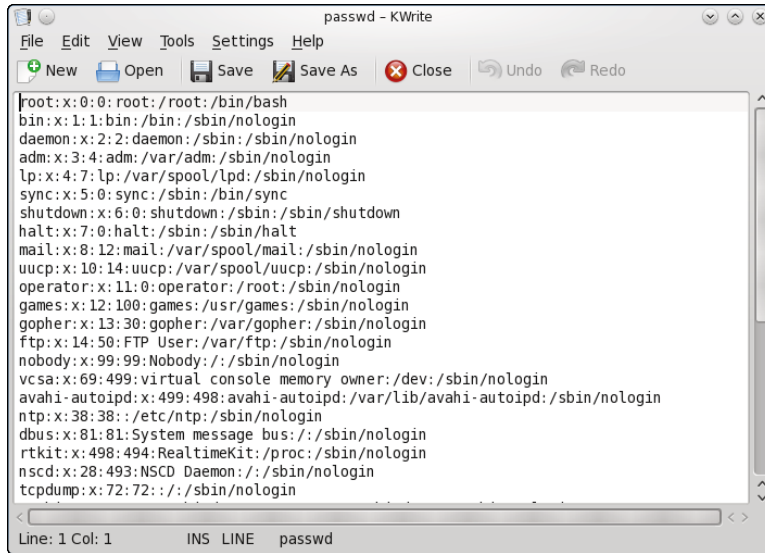 passwd – KWrite
File Edit View Tools Settings Help
New Open Save Save As Close Undo Redo
root:x:0:0:root:/root:/bin/bash
bin:x:1:1:bin:/bin:/sbin/nologin
daemon:x:2:2:daemon:/sbin:/sbin/nologin
adm:x:3:4:adm:/var/adm:/sbin/nologin
lp:x:4:7:lp:/var/spool/lpd:/sbin/nologin
sync:x:5:0:sync:/sbin:/bin/sync
shutdown:x:6:0:shutdown:/sbin:/sbin/shutdown
halt:x:7:0:halt:/sbin:/sbin/halt
mail:x:8:12:mail:/var/spool/mail:/sbin/nologin
uucp:x:10:14:uucp:/var/spool/uucp:/sbin/nologin
operator:x:11:0:operator:/root:/sbin/nologin
games:x:12:100:games:/usr/games:/sbin/nologin
gopher:x:13:30:gopher:/var/gopher:/sbin/nologin
ftp:x:14:50:FTP User:/var/ftp:/sbin/nologin
nobody:x:99:99:Nobody:/:/sbin/nologin
vcsa:x:69:499:virtual console memory owner:/dev:/sbin/nologin
avahi-autoipd:x:499:498:avahi-autoipd:/var/lib/avahi-autoipd:/sbin/nologin
ntp:x:38:38::/etc/ntp:/sbin/nologin
dbus:x:81:81:System message bus:/:/sbin/nologin
rtkit:x:498:494:RealtimeKit:/proc:/sbin/nologin
nscd:x:28:493:NSCD Daemon:/:/sbin/nologin
tcpdump:x:72:72::/:/sbin/nologin
Line: 1 Col: 1 INS LINE passwd